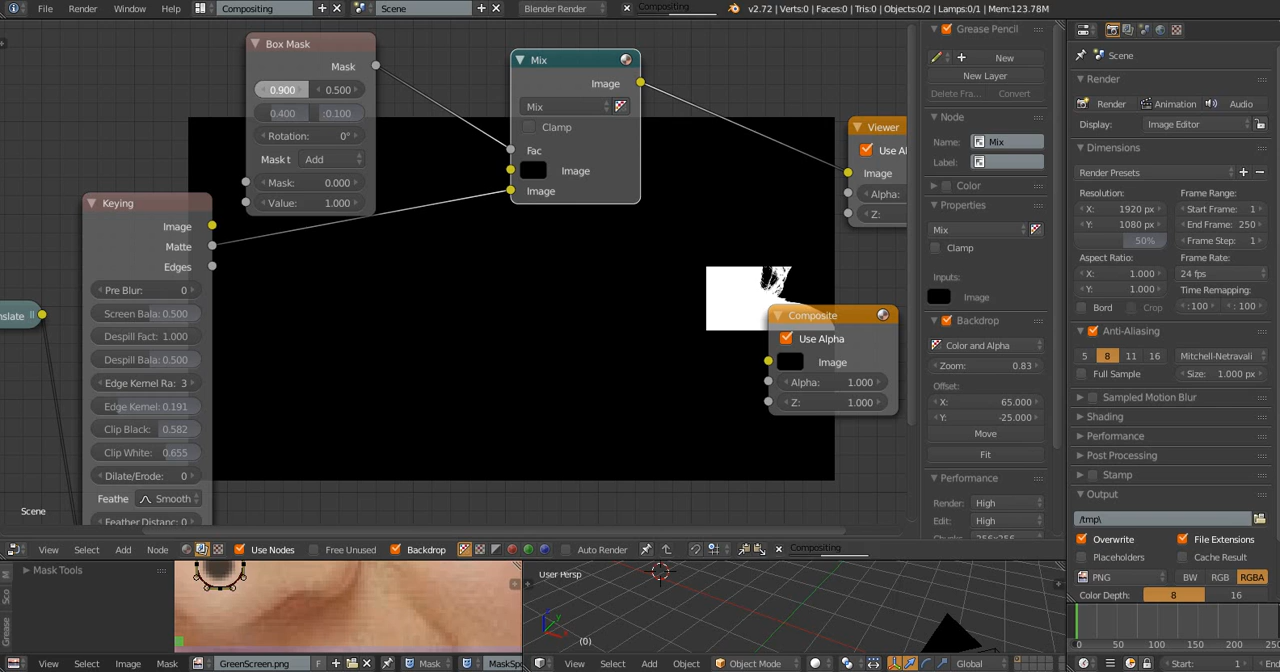 File Render Window Help Compositing Scene Blender Render Compositing v2.72 | Verts:0 | Faces:0 | Tris:0 | Objects:0/2 | Lamps:0/1 | Mem:123.78M
Box Mask
Mask
0.900 0.500
0.400 :0.100
Rotation: 0°
Mask t Add
Mask: 0.000
Value: 1.000
Mix
Image
Mix
Clamp
Fac
Image
Image
Viewer
Use Al
Image
Alpha:
Z:
Keying
Image
Matte
Edges
Pre Blur: 0
Screen Bala: 0.500
Despill Fact: 1.000
Despill Bala: 0.500
Edge Kernel Ra: 3
Edge Kernel: 0.191
Clip Black: 0.582
Clip White: 0.655
Dilate/Erode: 0
Feathe Smooth
Feather Distanc: 0
nslate
Composite
Use Alpha
Image
Alpha: 1.000
Z: 1.000
Scene
Grease Pencil
New
New Layer
Delete Fra... Convert
Node
Name: Mix
Label:
Color
Properties
Mix
Clamp
Inputs:
Image
Backdrop
Color and Alpha
Zoom: 0.83
Offset:
X: 65.000
Y: -25.000
Move
Fit
Performance
Render: High
Edit: High
Scene
Render
Render Animation Audio
Display: Image Editor
Dimensions
Render Presets
Resolution: Frame Range:
X: 1920 px Start Frame: 1
Y: 1080 px End Frame: 250
50% Frame Step: 1
Aspect Ratio: Frame Rate:
X: 1.000 24 fps
Y: 1.000 Time Remapping:
Bord Crop :100 :100
Anti-Aliasing
5 8 11 16 Mitchell-Netravali
Full Sample Size: 1.000 px
Sampled Motion Blur
Shading
Performance
Post Processing
Stamp
Output
/tmp\
Overwrite File Extensions
Placeholders Cache Result
PNG BW RGB RGBA
Color Depth: 8 16
View Select Add Node Use Nodes Free Unused Backdrop Auto Render Compositing
Mask Tools
M
Sco
Grease
User Persp
(0)
0 50 100 150 200 250
View Select Image Mask GreenScreen.png F Mask MaskSp
View Select Add Object Object Mode Global
View